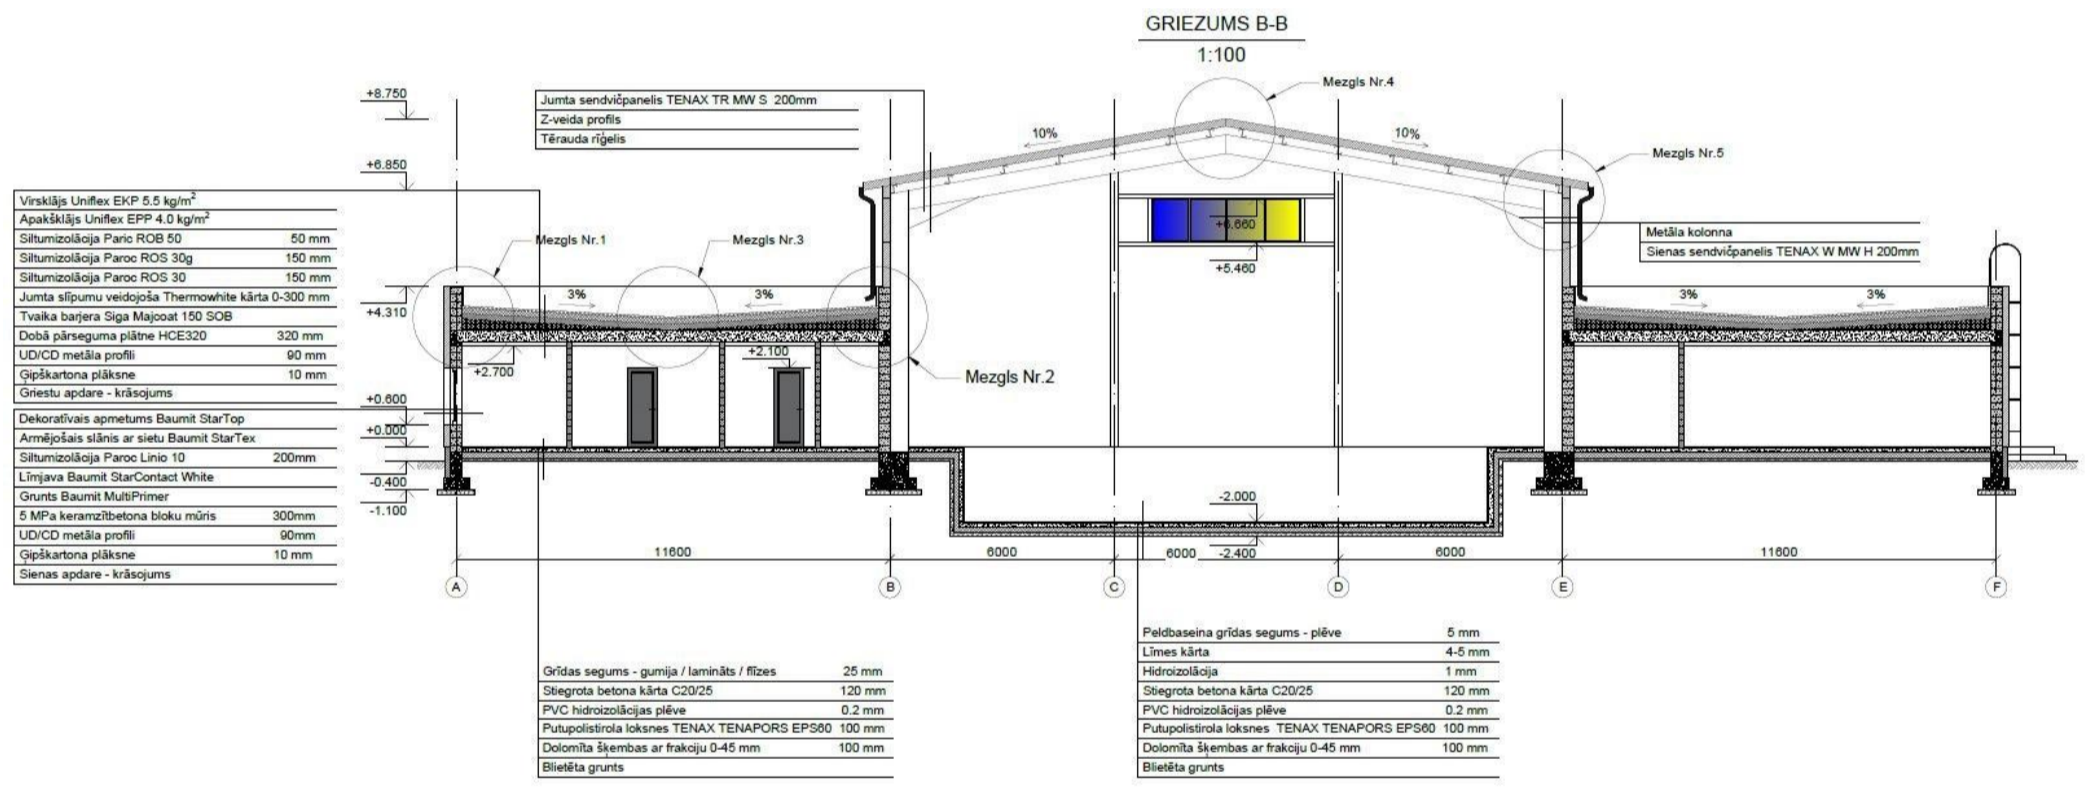 GRIEZUMS B-B
1:100
Mezgls Nr.4
+8.750
Jumta sendvičpanelis TENAX TR MW S 200mm
Z-veida profils
Tērauda rīģelis
10%
10%
Mezgls Nr.5
+6.850
Virsklājs Uniflex EKP 5.5 kg/m²
Apakšklājs Uniflex EPP 4.0 kg/m²
Siltumizolācija Paric ROB 50 50 mm
Siltumizolācija Paroc ROS 30g 150 mm
Siltumizolācija Paroc ROS 30 150 mm
Jumta slīpumu veidojoša Thermowhite kārta 0-300 mm
Tvaika barjera Siga Majcoat 150 SOB
Dobā pārseguma plātne HCE320 320 mm
UD/CD metāla profili 90 mm
Ģipškartona plāksne 10 mm
Griestu apdare - krāsojums
Dekoratīvais apmetums Baumit StarTop
Armējošais slānis ar sietu Baumit StarTex
Siltumizolācija Paroc Linio 10 200mm
Līmjava Baumit StarContact White
Grunts Baumit MultiPrimer
5 MPa keramzītbetona bloku mūris 300mm
UD/CD metāla profili 90mm
Ģipškartona plāksne 10 mm
Sienas apdare - krāsojums
Mezgls Nr.1
Mezgls Nr.3
+6.660
+5.460
Metāla kolonna
Sienas sendvičpanelis TENAX W MW H 200mm
+4.310
3%
3%
3%
3%
+2.700
+2.100
Mezgls Nr.2
+0.600
+0.000
-0.400
-1.100
-2.000
-2.400
11600
6000
6000
6000
11600
A
B
C
D
E
F
Grīdas segums - gumija / lamināts / flīzes 25 mm
Stiegrota betona kārta C20/25 120 mm
PVC hidroizolācijas plēve 0.2 mm
Putupolistirola loksnes TENAX TENAPORS EPS60 100 mm
Dolomīta šķembas ar frakciju 0-45 mm 100 mm
Blietēta grunts
Peldbaseina grīdas segums - plēve 5 mm
Līmes kārta 4-5 mm
Hidroizolācija 1 mm
Stiegrota betona kārta C20/25 120 mm
PVC hidroizolācijas plēve 0.2 mm
Putupolistirola loksnes TENAX TENAPORS EPS60 100 mm
Dolomīta šķembas ar frakciju 0-45 mm 100 mm
Blietēta grunts